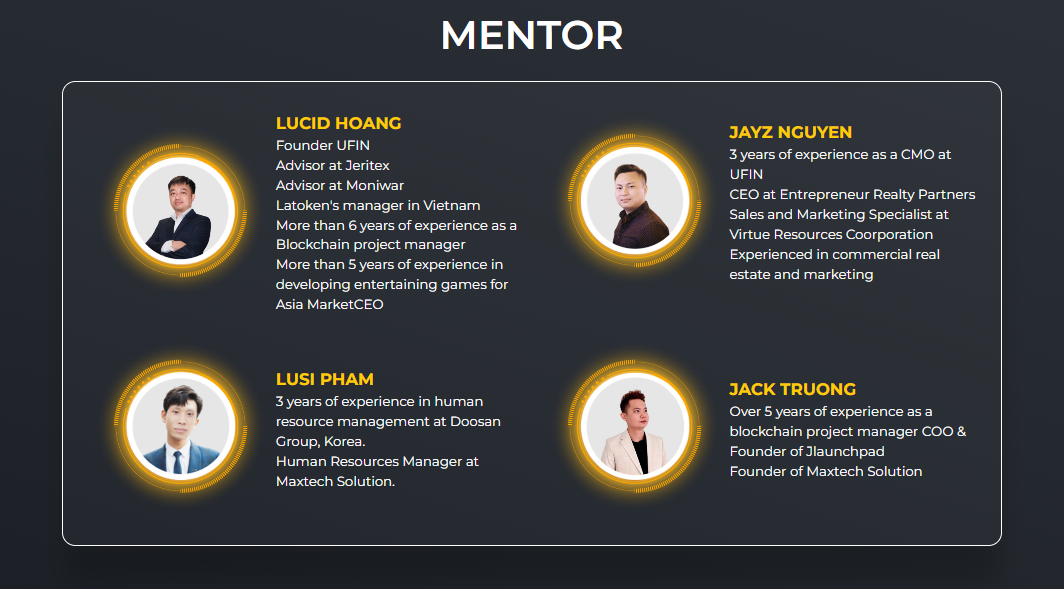 MENTOR
LUCID HOANG
Founder UFIN
Advisor at Jeritex
Advisor at Moniwar
Latoken's manager in Vietnam
More than 6 years of experience as a
Blockchain project manager
More than 5 years of experience in
developing entertaining games for
Asia MarketCEO
JAYZ NGUYEN
3 years of experience as a CMO at
UFIN
CEO at Entrepreneur Realty Partners
Sales and Marketing Specialist at
Virtue Resources Coorporation
Experienced in commercial real
estate and marketing
LUSI PHAM
3 years of experience in human
resource management at Doosan
Group, Korea.
Human Resources Manager at
Maxtech Solution.
JACK TRUONG
Over 5 years of experience as a
blockchain project manager COO &
Founder of Jlaunchpad
Founder of Maxtech Solution